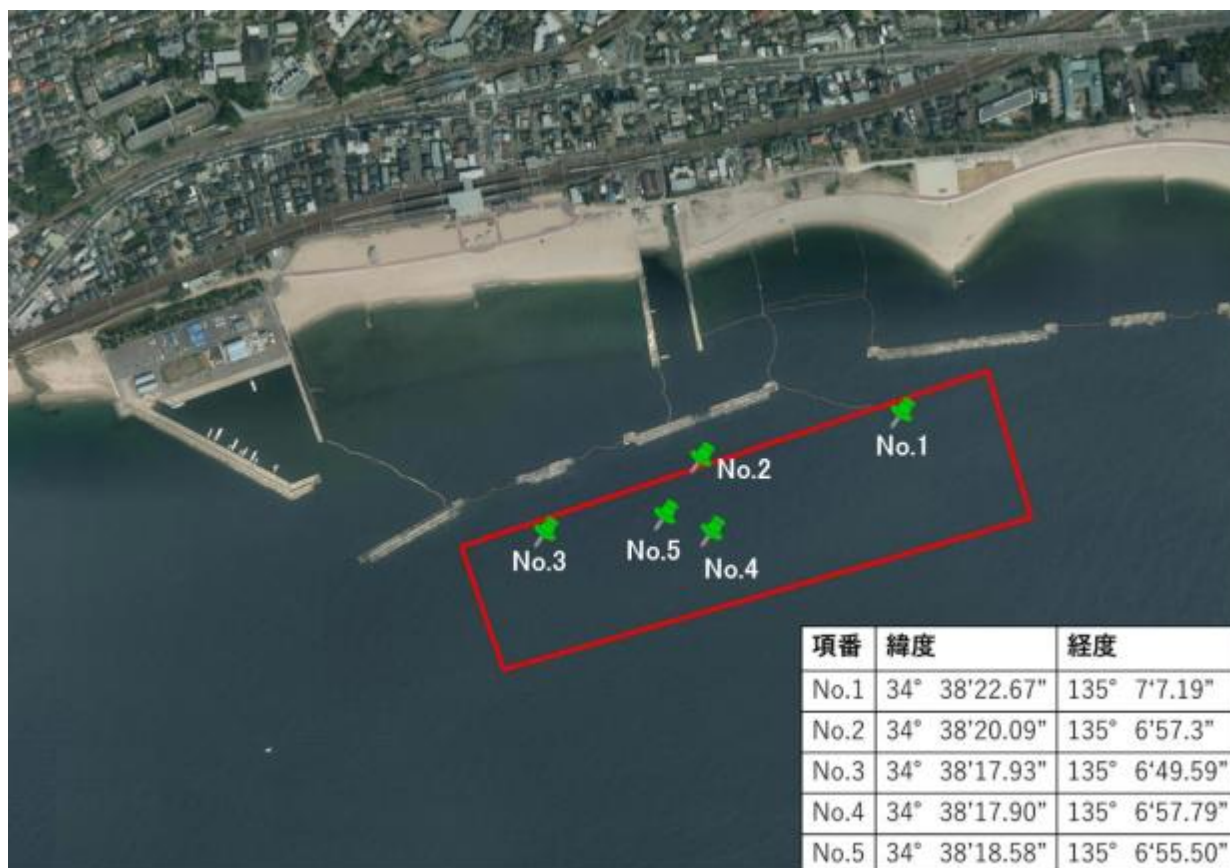 No.1
No.2
No.3
No.5
No.4
項番 緯度 経度
No.1 34° 38'22.67” 135° 7‘7.19”
No.2 34° 38'20.09” 135° 6’57.3”
No.3 34° 38'17.93” 135° 6‘49.59”
No.4 34° 38'17.90” 135° 6‘57.79”
No.5 34° 38'18.58” 135° 6‘55.50”